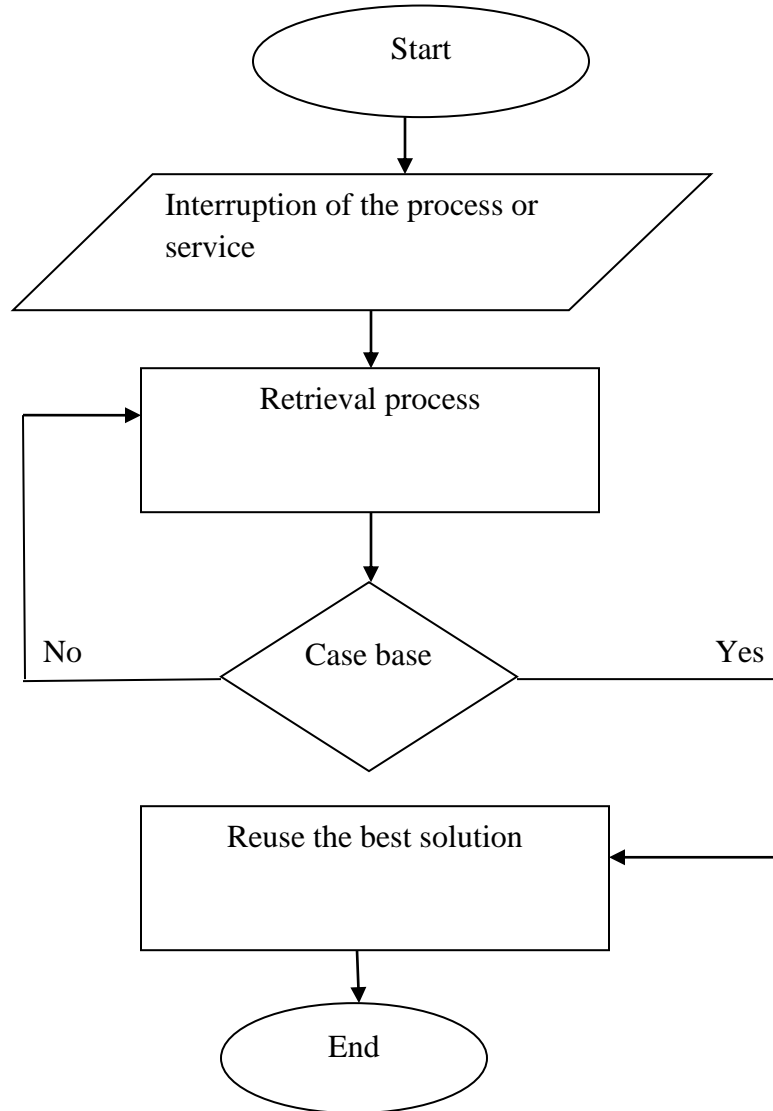 Start
Interruption of the process or
service
Retrieval process
No
Case base
Yes
Reuse the best solution
End